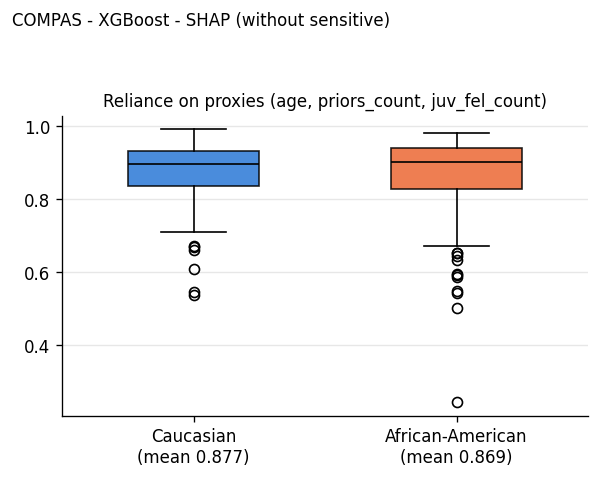 COMPAS - XGBoost - SHAP (without sensitive)
Reliance on proxies (age, priors_count, juv_fel_count)
1.0
0.8
0.6
0.4
Caucasian
(mean 0.877)
African-American
(mean 0.869)